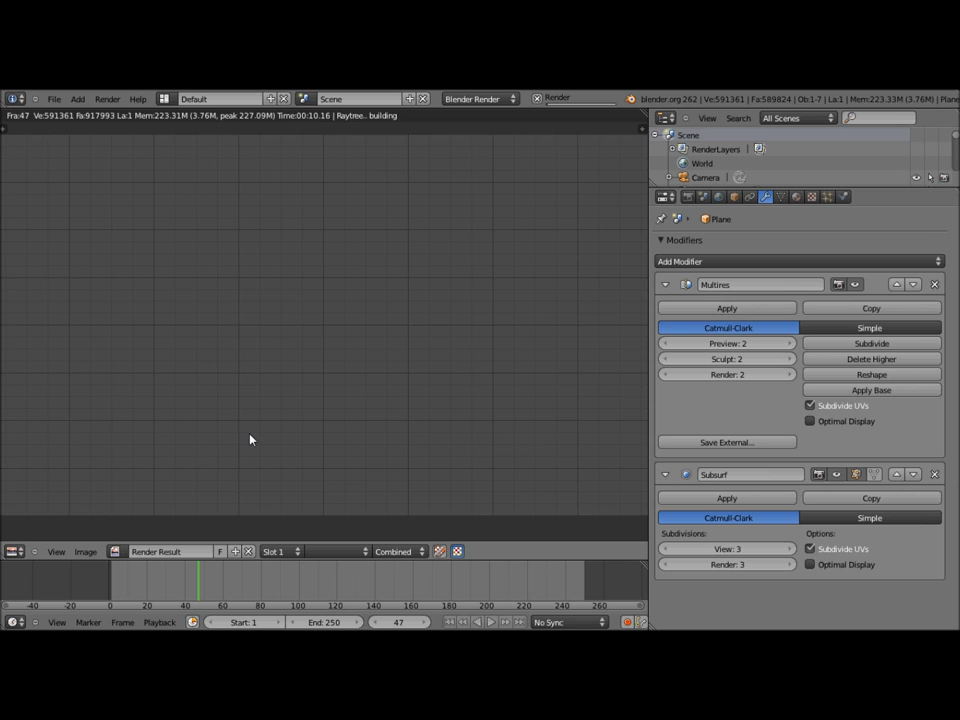 File Add Render Help Default Scene Blender Render Render blender.org 262 | Ve:591361 | Fa:589824 | Ob:1-7 | La:1 | Mem:223.33M (3.76M) | Plane
Fra:47 Ve:591361 Fa:917993 La:1 Mem:223.31M (3.76M, peak 227.09M) Time:00:10.16 | Raytree.. building
View Search All Scenes
Scene
RenderLayers |
World
Camera |
Plane
Modifiers
Add Modifier
Multires
Apply Copy
Catmull-Clark Simple
Preview: 2 Subdivide
Sculpt: 2 Delete Higher
Render: 2 Reshape
Apply Base
Subdivide UVs
Optimal Display
Save External...
Subsurf
Apply Copy
Catmull-Clark Simple
Subdivisions: Options:
View: 3 Subdivide UVs
Render: 3 Optimal Display
View Image Render Result F Slot 1 Combined
-40 -20 0 20 40 60 80 100 120 140 160 180 200 220 240 260
View Marker Frame Playback Start: 1 End: 250 47 No Sync